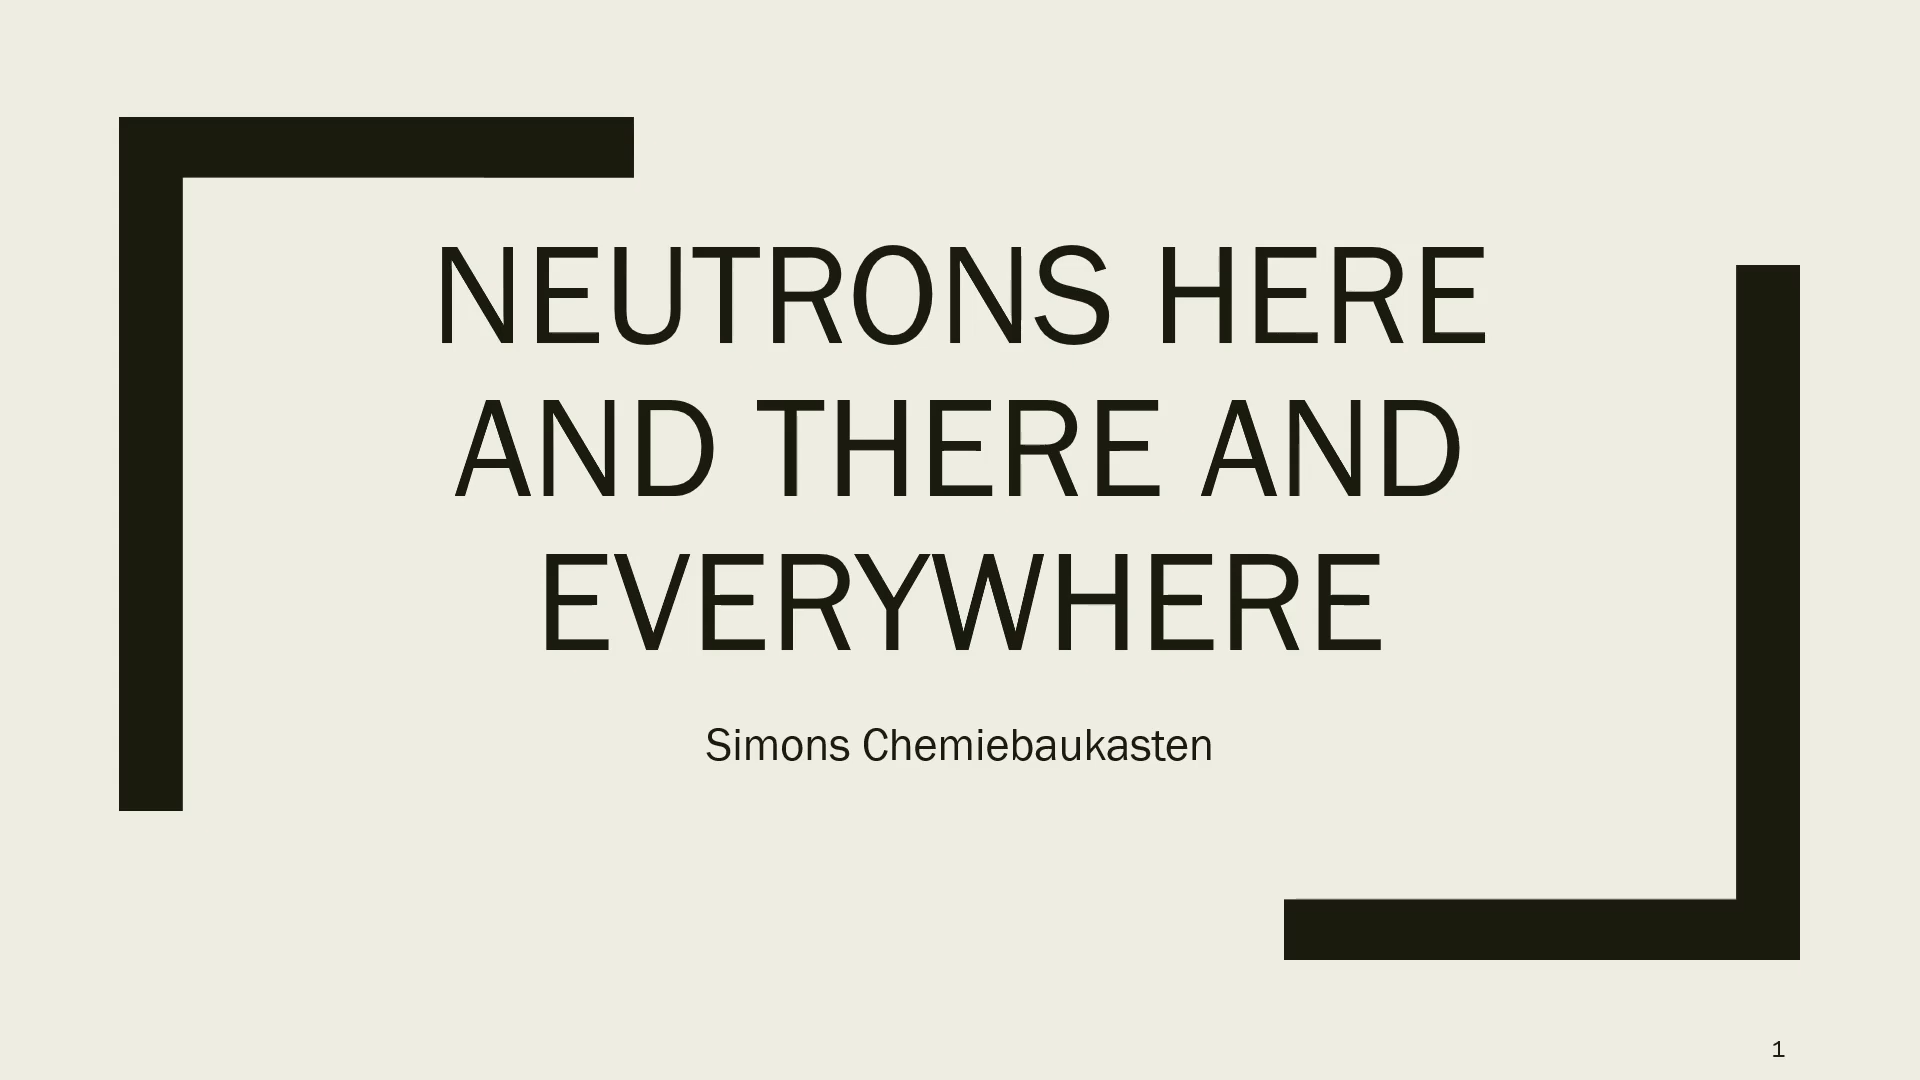 NEUTRONS HERE
AND THERE AND
EVERYWHERE
Simons Chemiebaukasten
1